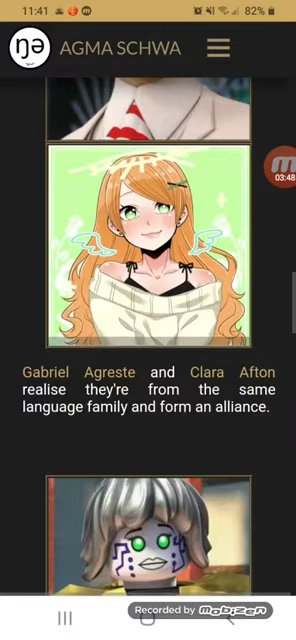 11:41
82%
ŋə AGMA SCHWA
03:48
Gabriel Agreste and Clara Afton
realise they're from the same
language family and form an alliance.
Recorded by mobizen